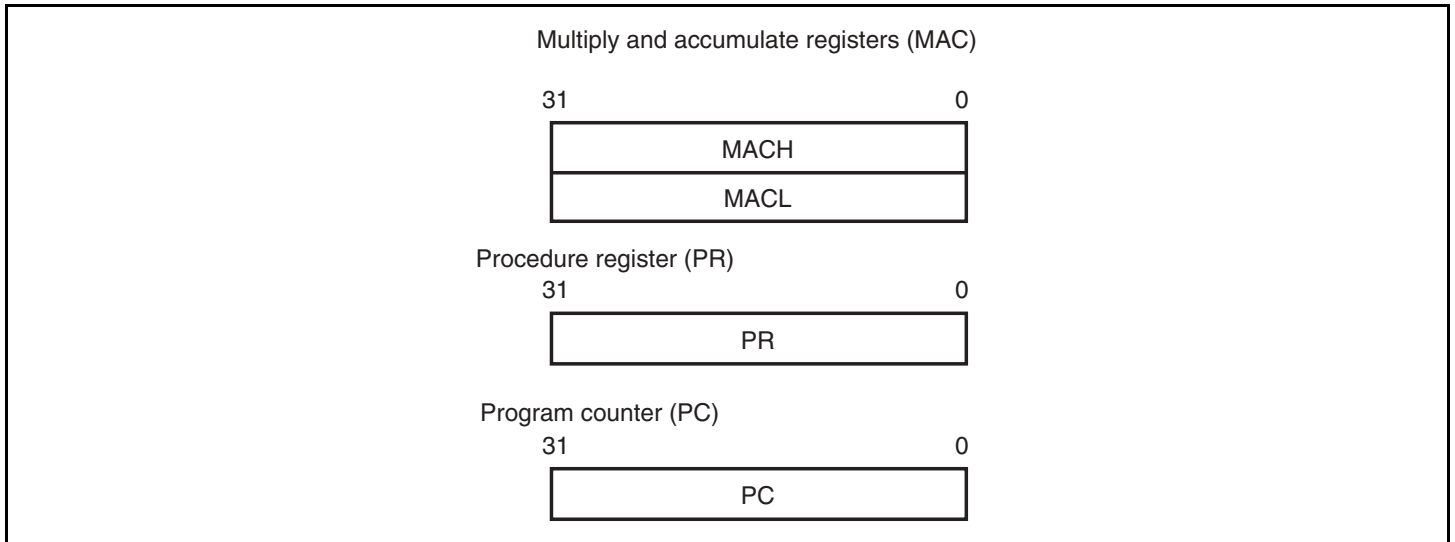 Multiply and accumulate registers (MAC)
31 0
MACH
MACL
Procedure register (PR)
31 0
PR
Program counter (PC)
31 0
PC